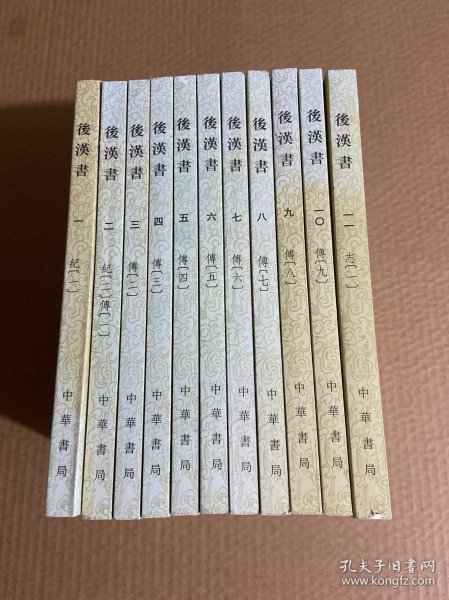 後漢書 一 紀〔一〕 中華書局
後漢書 二 紀〔二〕傳〔一〕 中華書局
後漢書 三 傳〔二〕 中華書局
後漢書 四 傳〔三〕 中華書局
後漢書 五 傳〔四〕 中華書局
後漢書 六 傳〔五〕 中華書局
後漢書 七 傳〔六〕 中華書局
後漢書 八 傳〔七〕 中華書局
後漢書 九 傳〔八〕 中華書局
後漢書 一〇 傳〔九〕 中華書局
後漢書 一一 志〔一〕 中華書局
孔夫子旧书网
www.kongfz.com